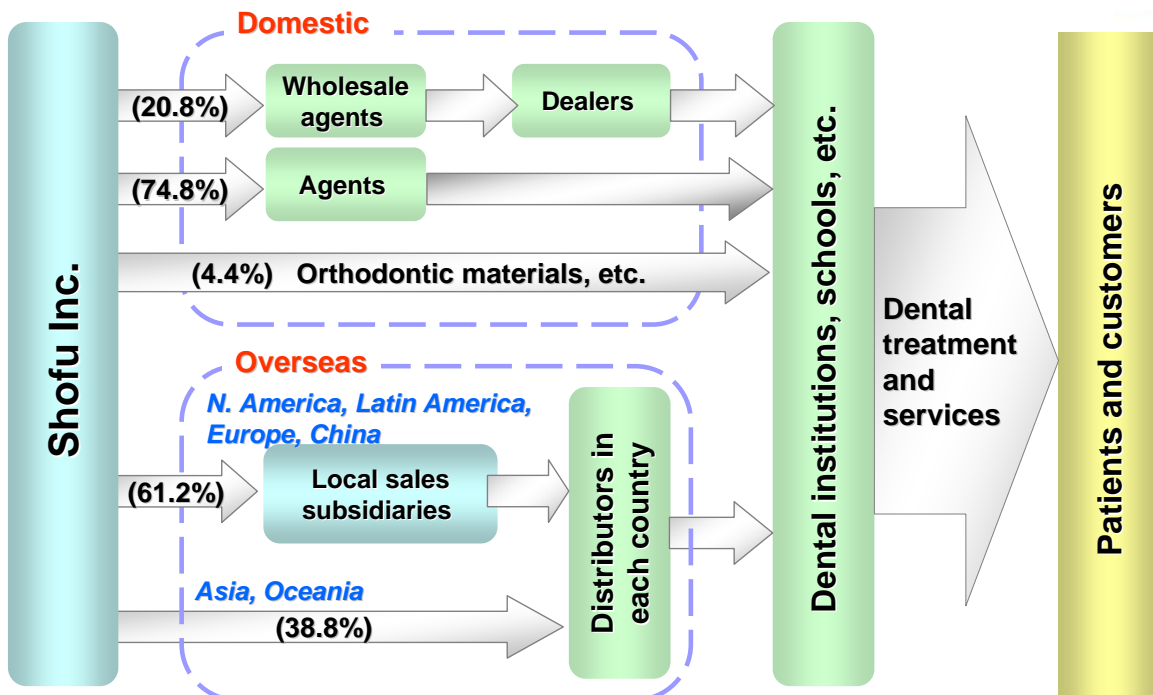 Domestic
Shofu Inc.
(20.8%)
Wholesale
agents
Dealers
(74.8%)
Agents
(4.4%) Orthodontic materials, etc.
Overseas
N. America, Latin America,
Europe, China
(61.2%)
Local sales
subsidiaries
Asia, Oceania
(38.8%)
Distributors in
each country
Dental institutions, schools, etc.
Dental
treatment
and
services
Patients and customers